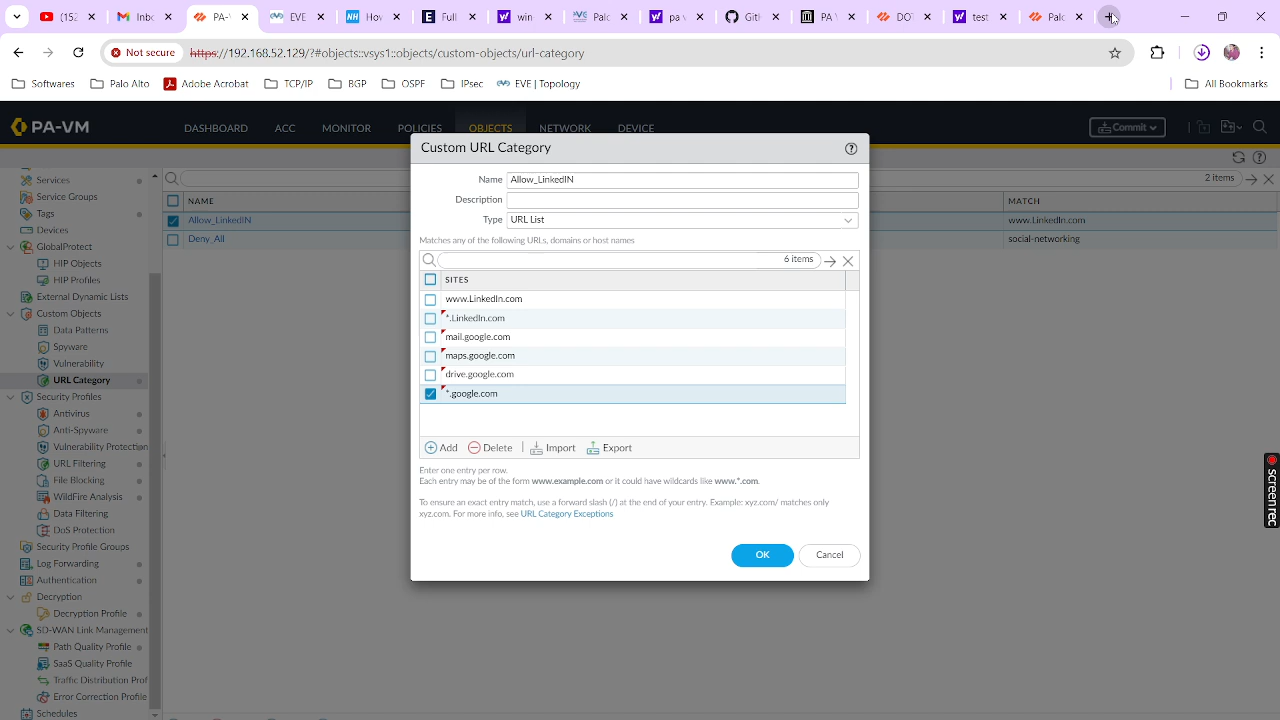 (152
Inb
PA-V
EVE
Hov
Full
win
Palc
pa v
GI
PA V
DO
test
Palc
Not secure
https://192.168.52.129/?#objects::vsys1::objects/custom-objects/url-category
Softwares
Palo Alto
Adobe Acrobat
TCP/IP
BGP
OSPF
IPsec
EVE | Topology
All Bookmarks
PA-VM
DASHBOARD
ACC
MONITOR
POLICIES
OBJECTS
NETWORK
DEVICE
Commit
Services
Service Groups
Tags
Devices
GlobalProtect
HIP Objects
HIP Profiles
External Dynamic Lists
Custom Objects
Data Patterns
Spyware
Vulnerability
URL Category
Security Profiles
Antivirus
Anti-Spyware
Vulnerability Protection
URL Filtering
File Blocking
WildFire Analysis
Data Filtering
DoS Protection
Security Profile Groups
Log Forwarding
Authentication
Decryption
Decryption Profile
SD-WAN Link Management
Path Quality Profile
SaaS Quality Profile
Traffic Distribution Prof
Error Correction Profile
Schedules
2 items
NAME
MATCH
Allow_LinkedIN
www.LinkedIn.com
Deny_All
social-networking
Custom URL Category
Name
Allow_LinkedIN
Description
Type
URL List
Matches any of the following URLs, domains or host names
6 items
SITES
www.LinkedIn.com
*.LinkedIn.com
mail.google.com
maps.google.com
drive.google.com
*.google.com
Add
Delete
Import
Export
Enter one entry per row.
Each entry may be of the form www.example.com or it could have wildcards like www.*.com.
To ensure an exact entry match, use a forward slash (/) at the end of your entry. Example: xyz.com/ matches only
xyz.com. For more info, see URL Category Exceptions
OK
Cancel
screenrec